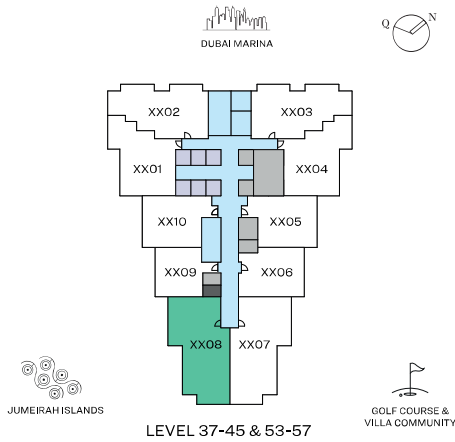 DUBAI MARINA
Q
N
XX02
XX03
XX01
XX04
XX10
XX05
XX09
XX06
XX08
XX07
JUMEIRAH ISLANDS
GOLF COURSE &
VILLA COMMUNITY
LEVEL 37-45 & 53-57